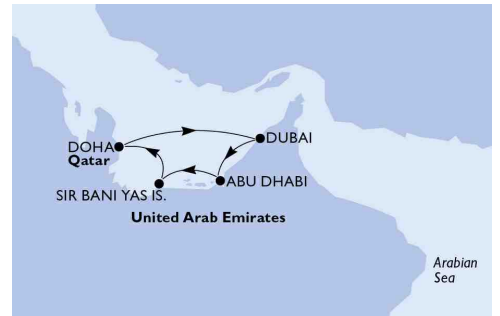 DUBAI
DOHA
Qatar
ABU DHABI
SIR BANI YAS IS.
United Arab Emirates
Arabian
Sea